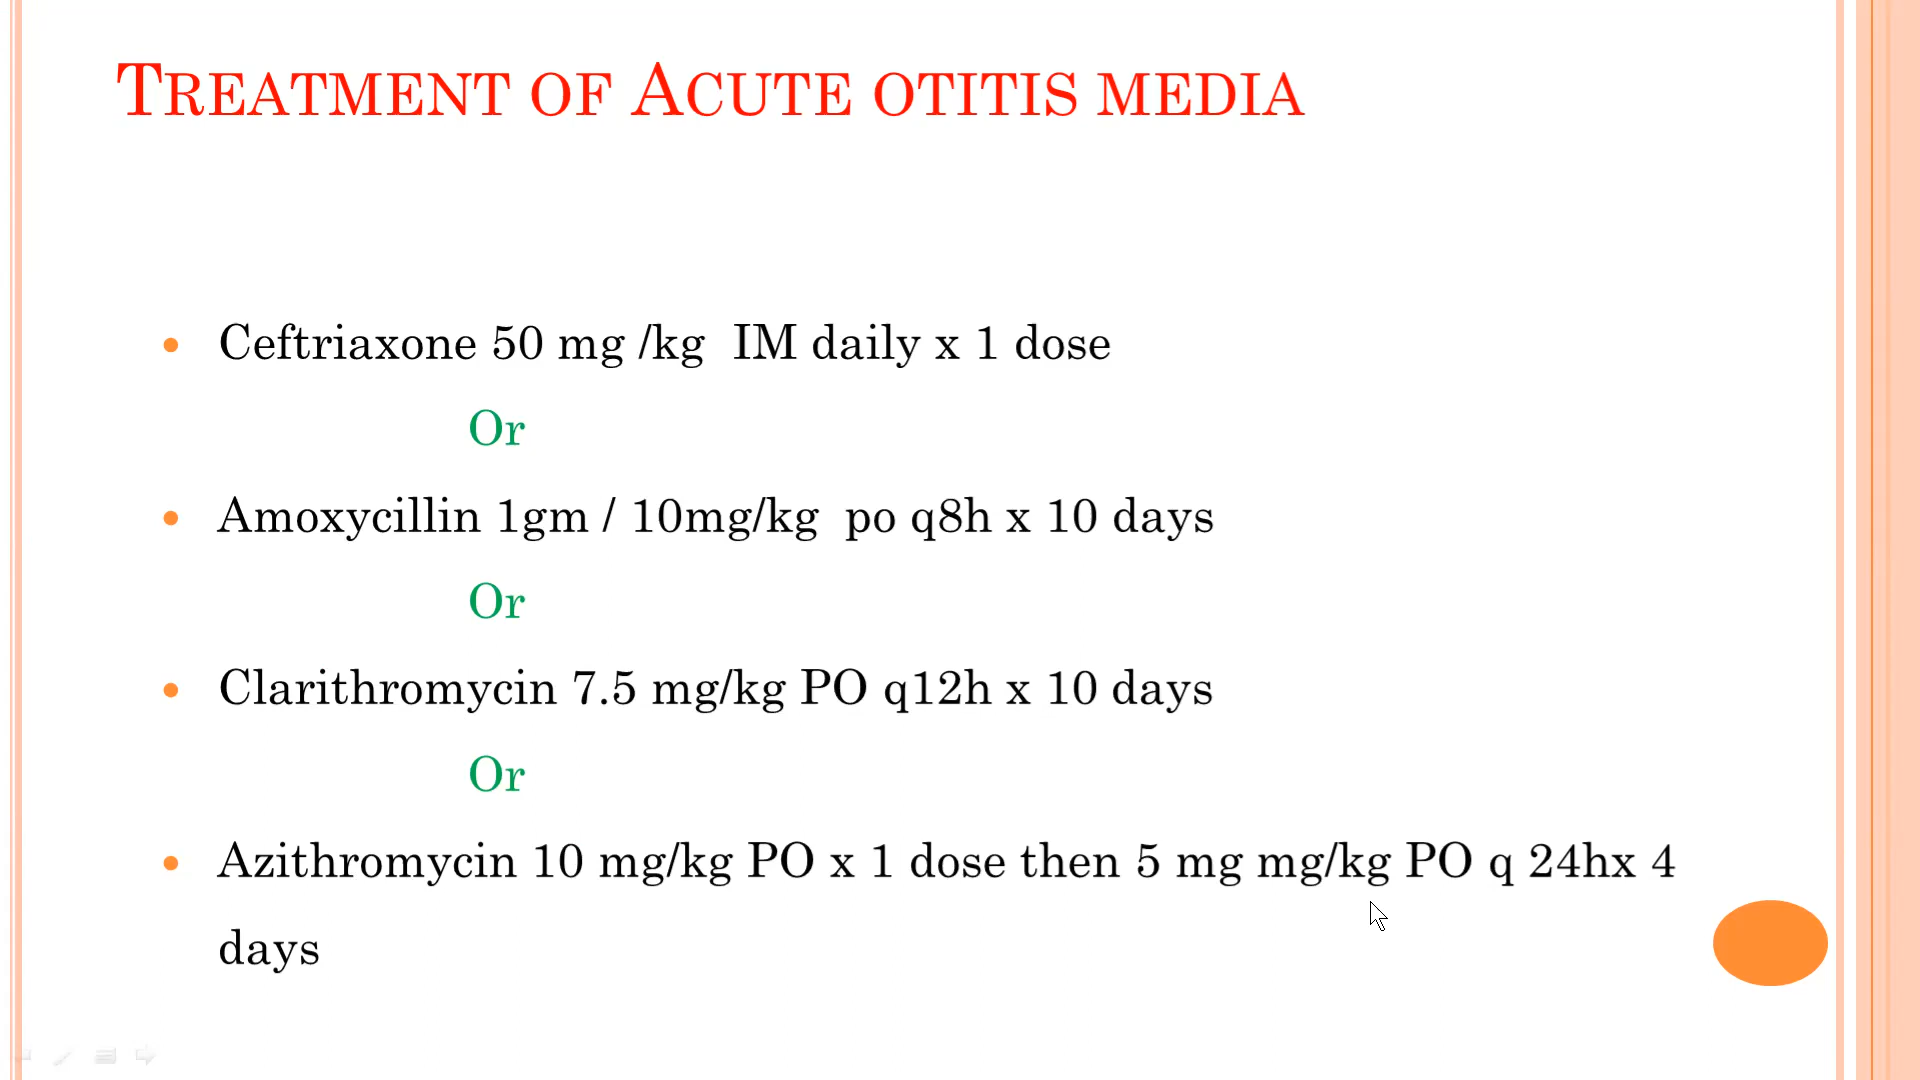 TREATMENT OF ACUTE OTITIS MEDIA
Ceftriaxone 50 mg /kg  IM daily x 1 dose
Or
Amoxycillin 1gm / 10mg/kg  po q8h x 10 days
Or
Clarithromycin 7.5 mg/kg PO q12h x 10 days
Or
Azithromycin 10 mg/kg PO x 1 dose then 5 mg mg/kg PO q 24hx 4
days